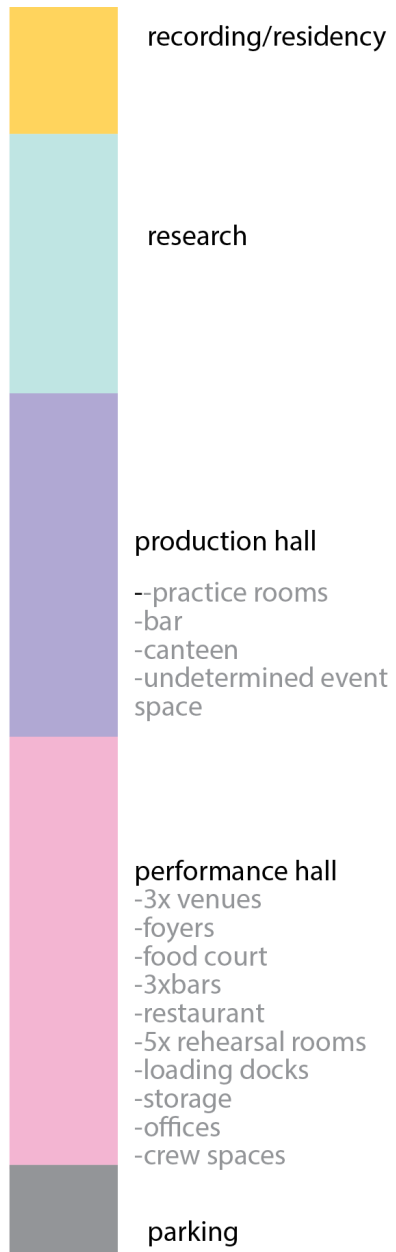 recording/residency
research
production hall
--practice rooms
-bar
-canteen
-undetermined event
space
performance hall
-3x venues
-foyers
-food court
-3xbars
-restaurant
-5x rehearsal rooms
-loading docks
-storage
-offices
-crew spaces
parking